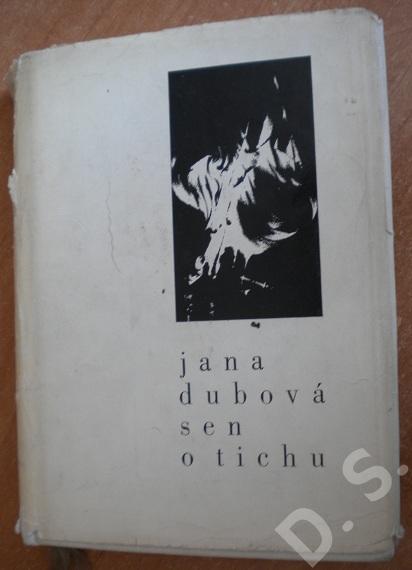 jana
dubová
sen
o tichu
D.S.